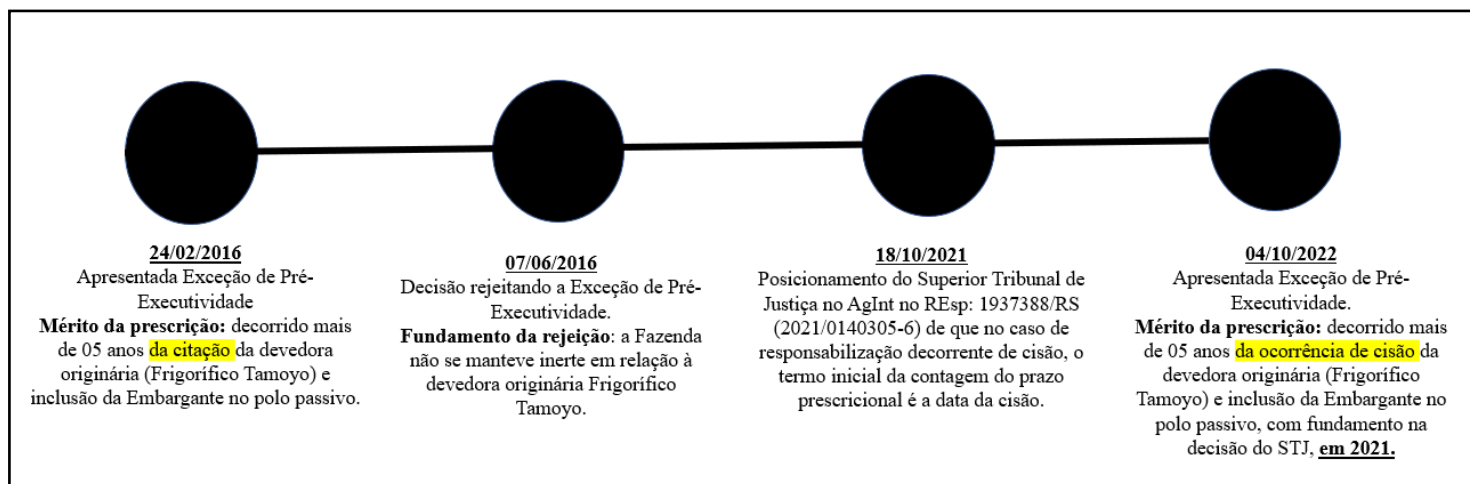 24/02/2016
Apresentada Exceção de Pré-
Executividade
Mérito da prescrição: decorrido mais
de 05 anos da citação da devedora
originária (Frigorífico Tamoyo) e
inclusão da Embargante no polo passivo.
07/06/2016
Decisão rejeitando a Exceção de Pré-
Executividade.
Fundamento da rejeição: a Fazenda
não se manteve inerte em relação à
devedora originária Frigorífico
Tamoyo.
18/10/2021
Posicionamento do Superior Tribunal de
Justiça no AgInt no REsp: 1937388/RS
(2021/0140305-6) de que no caso de
responsabilização decorrente de cisão, o
termo inicial da contagem do prazo
prescricional é a data da cisão.
04/10/2022
Apresentada Exceção de Pré-
Executividade.
Mérito da prescrição: decorrido mais
de 05 anos da ocorrência de cisão da
devedora originária (Frigorífico
Tamoyo) e inclusão da Embargante no
polo passivo, com fundamento na
decisão do STJ, em 2021.